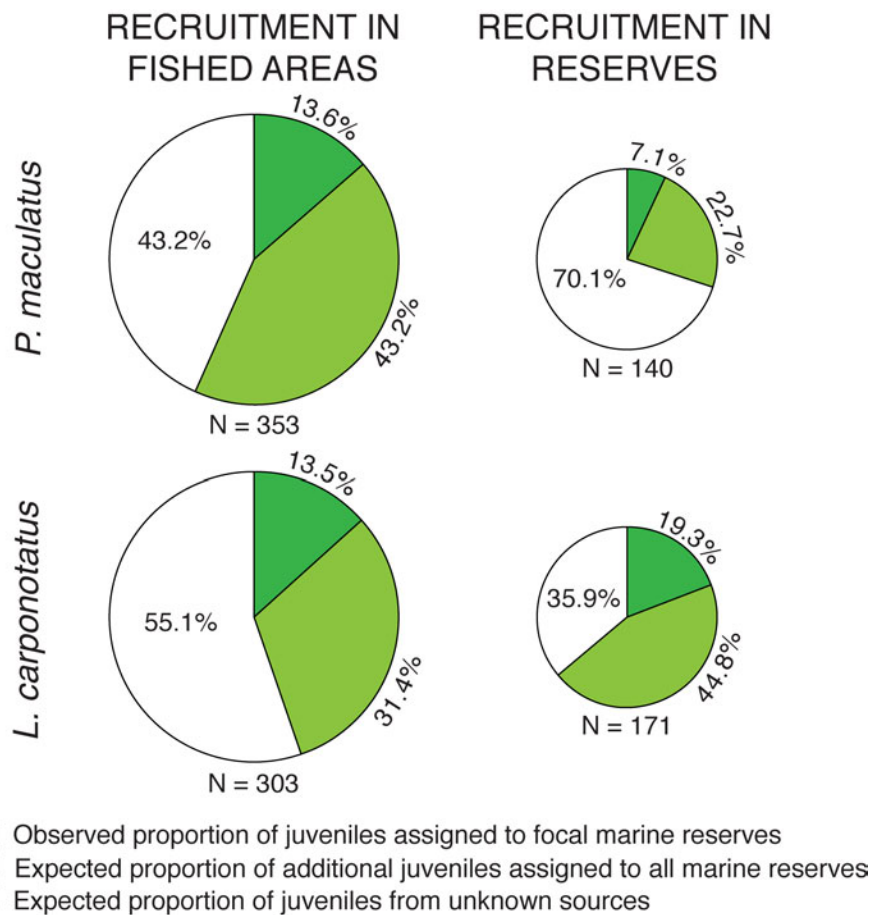 RECRUITMENT IN
FISHED AREAS
RECRUITMENT IN
RESERVES
P. maculatus
13.6%
43.2%
43.2%
N = 353
7.1%
22.7%
70.1%
N = 140
L. carponotatus
13.5%
55.1%
31.4%
N = 303
19.3%
35.9%
44.8%
N = 171
Observed proportion of juveniles assigned to focal marine reserves
Expected proportion of additional juveniles assigned to all marine reserves
Expected proportion of juveniles from unknown sources